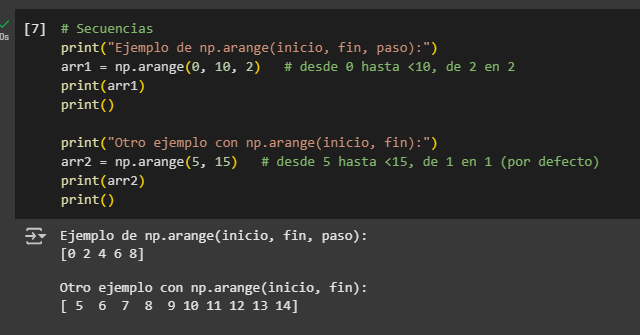 [7] # Secuencias
print("Ejemplo de np.arange(inicio, fin, paso):")
arr1 = np.arange(0, 10, 2)   # desde 0 hasta <10, de 2 en 2
print(arr1)
print()

print("Otro ejemplo con np.arange(inicio, fin):")
arr2 = np.arange(5, 15)   # desde 5 hasta <15, de 1 en 1 (por defecto)
print(arr2)
print()
0s
Ejemplo de np.arange(inicio, fin, paso):
[0 2 4 6 8]

Otro ejemplo con np.arange(inicio, fin):
[ 5  6  7  8  9 10 11 12 13 14]